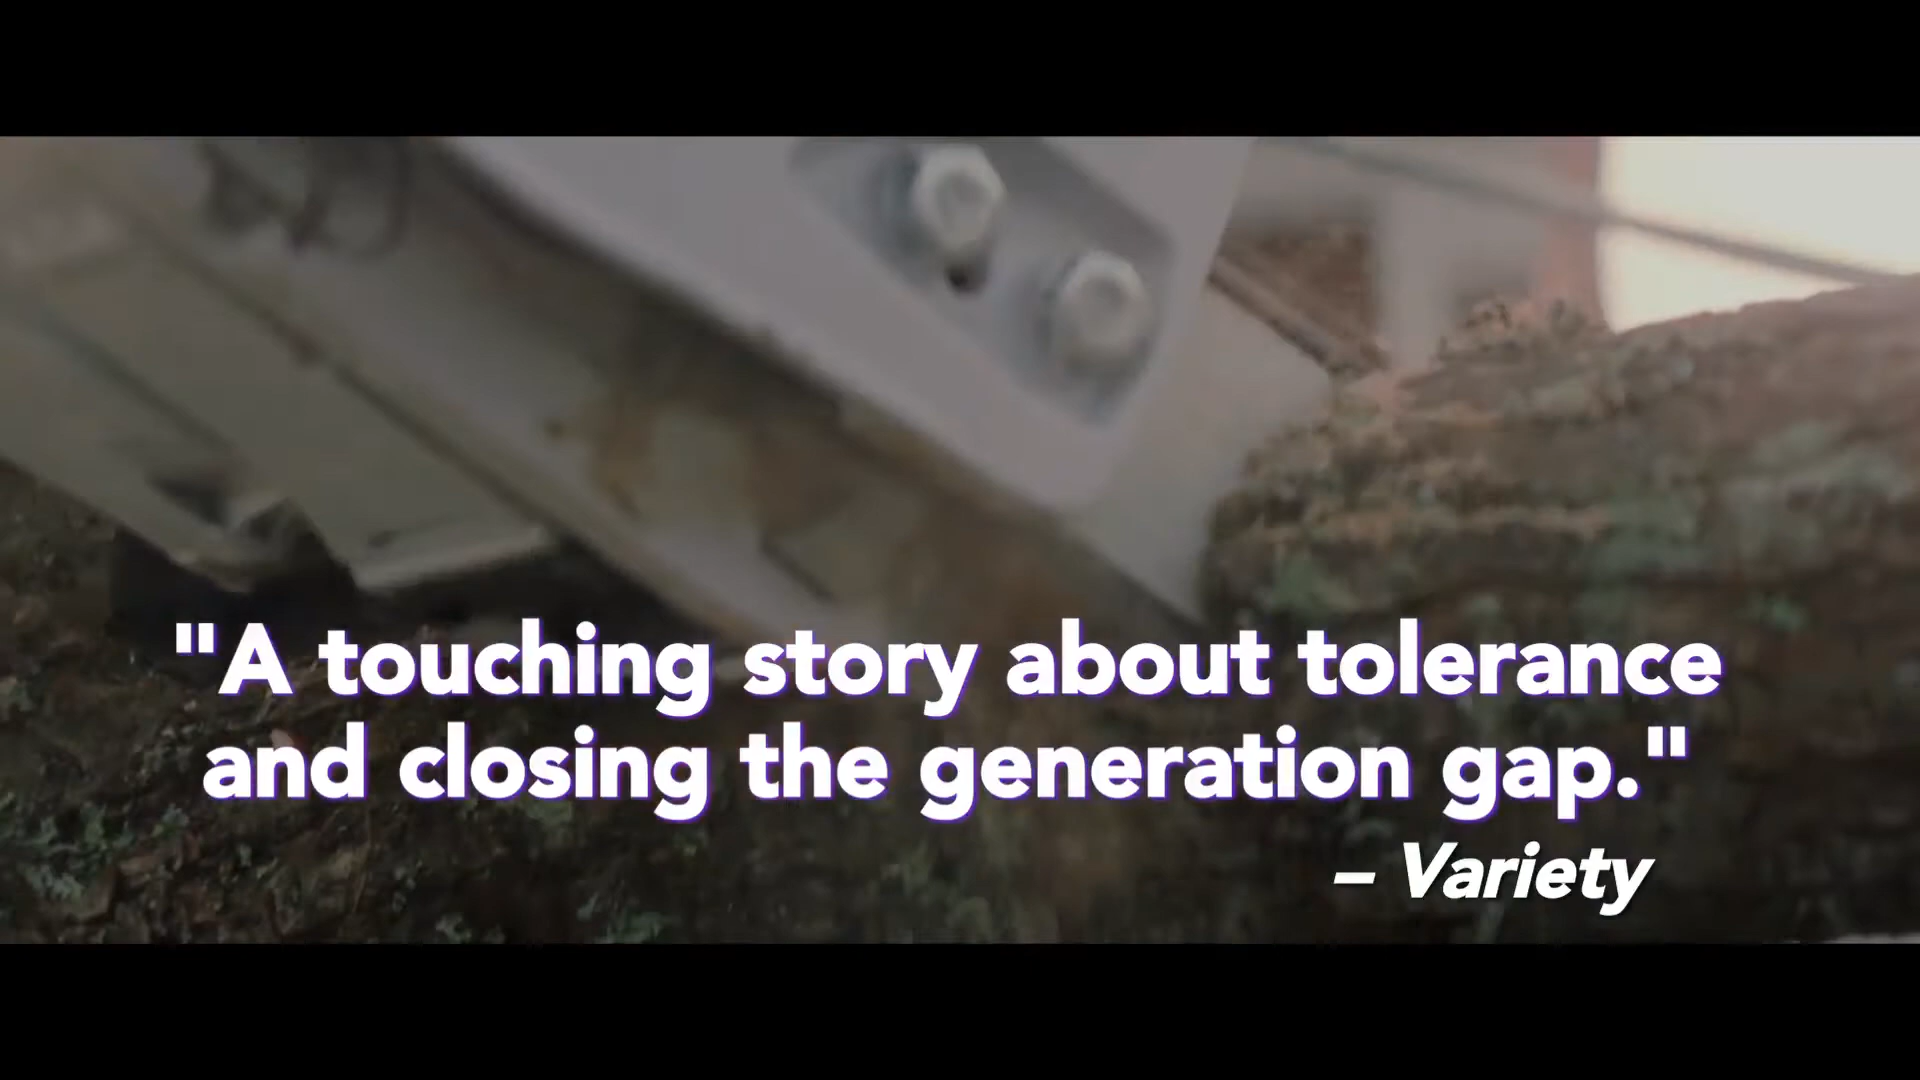 "A touching story about tolerance
and closing the generation gap."
– Variety